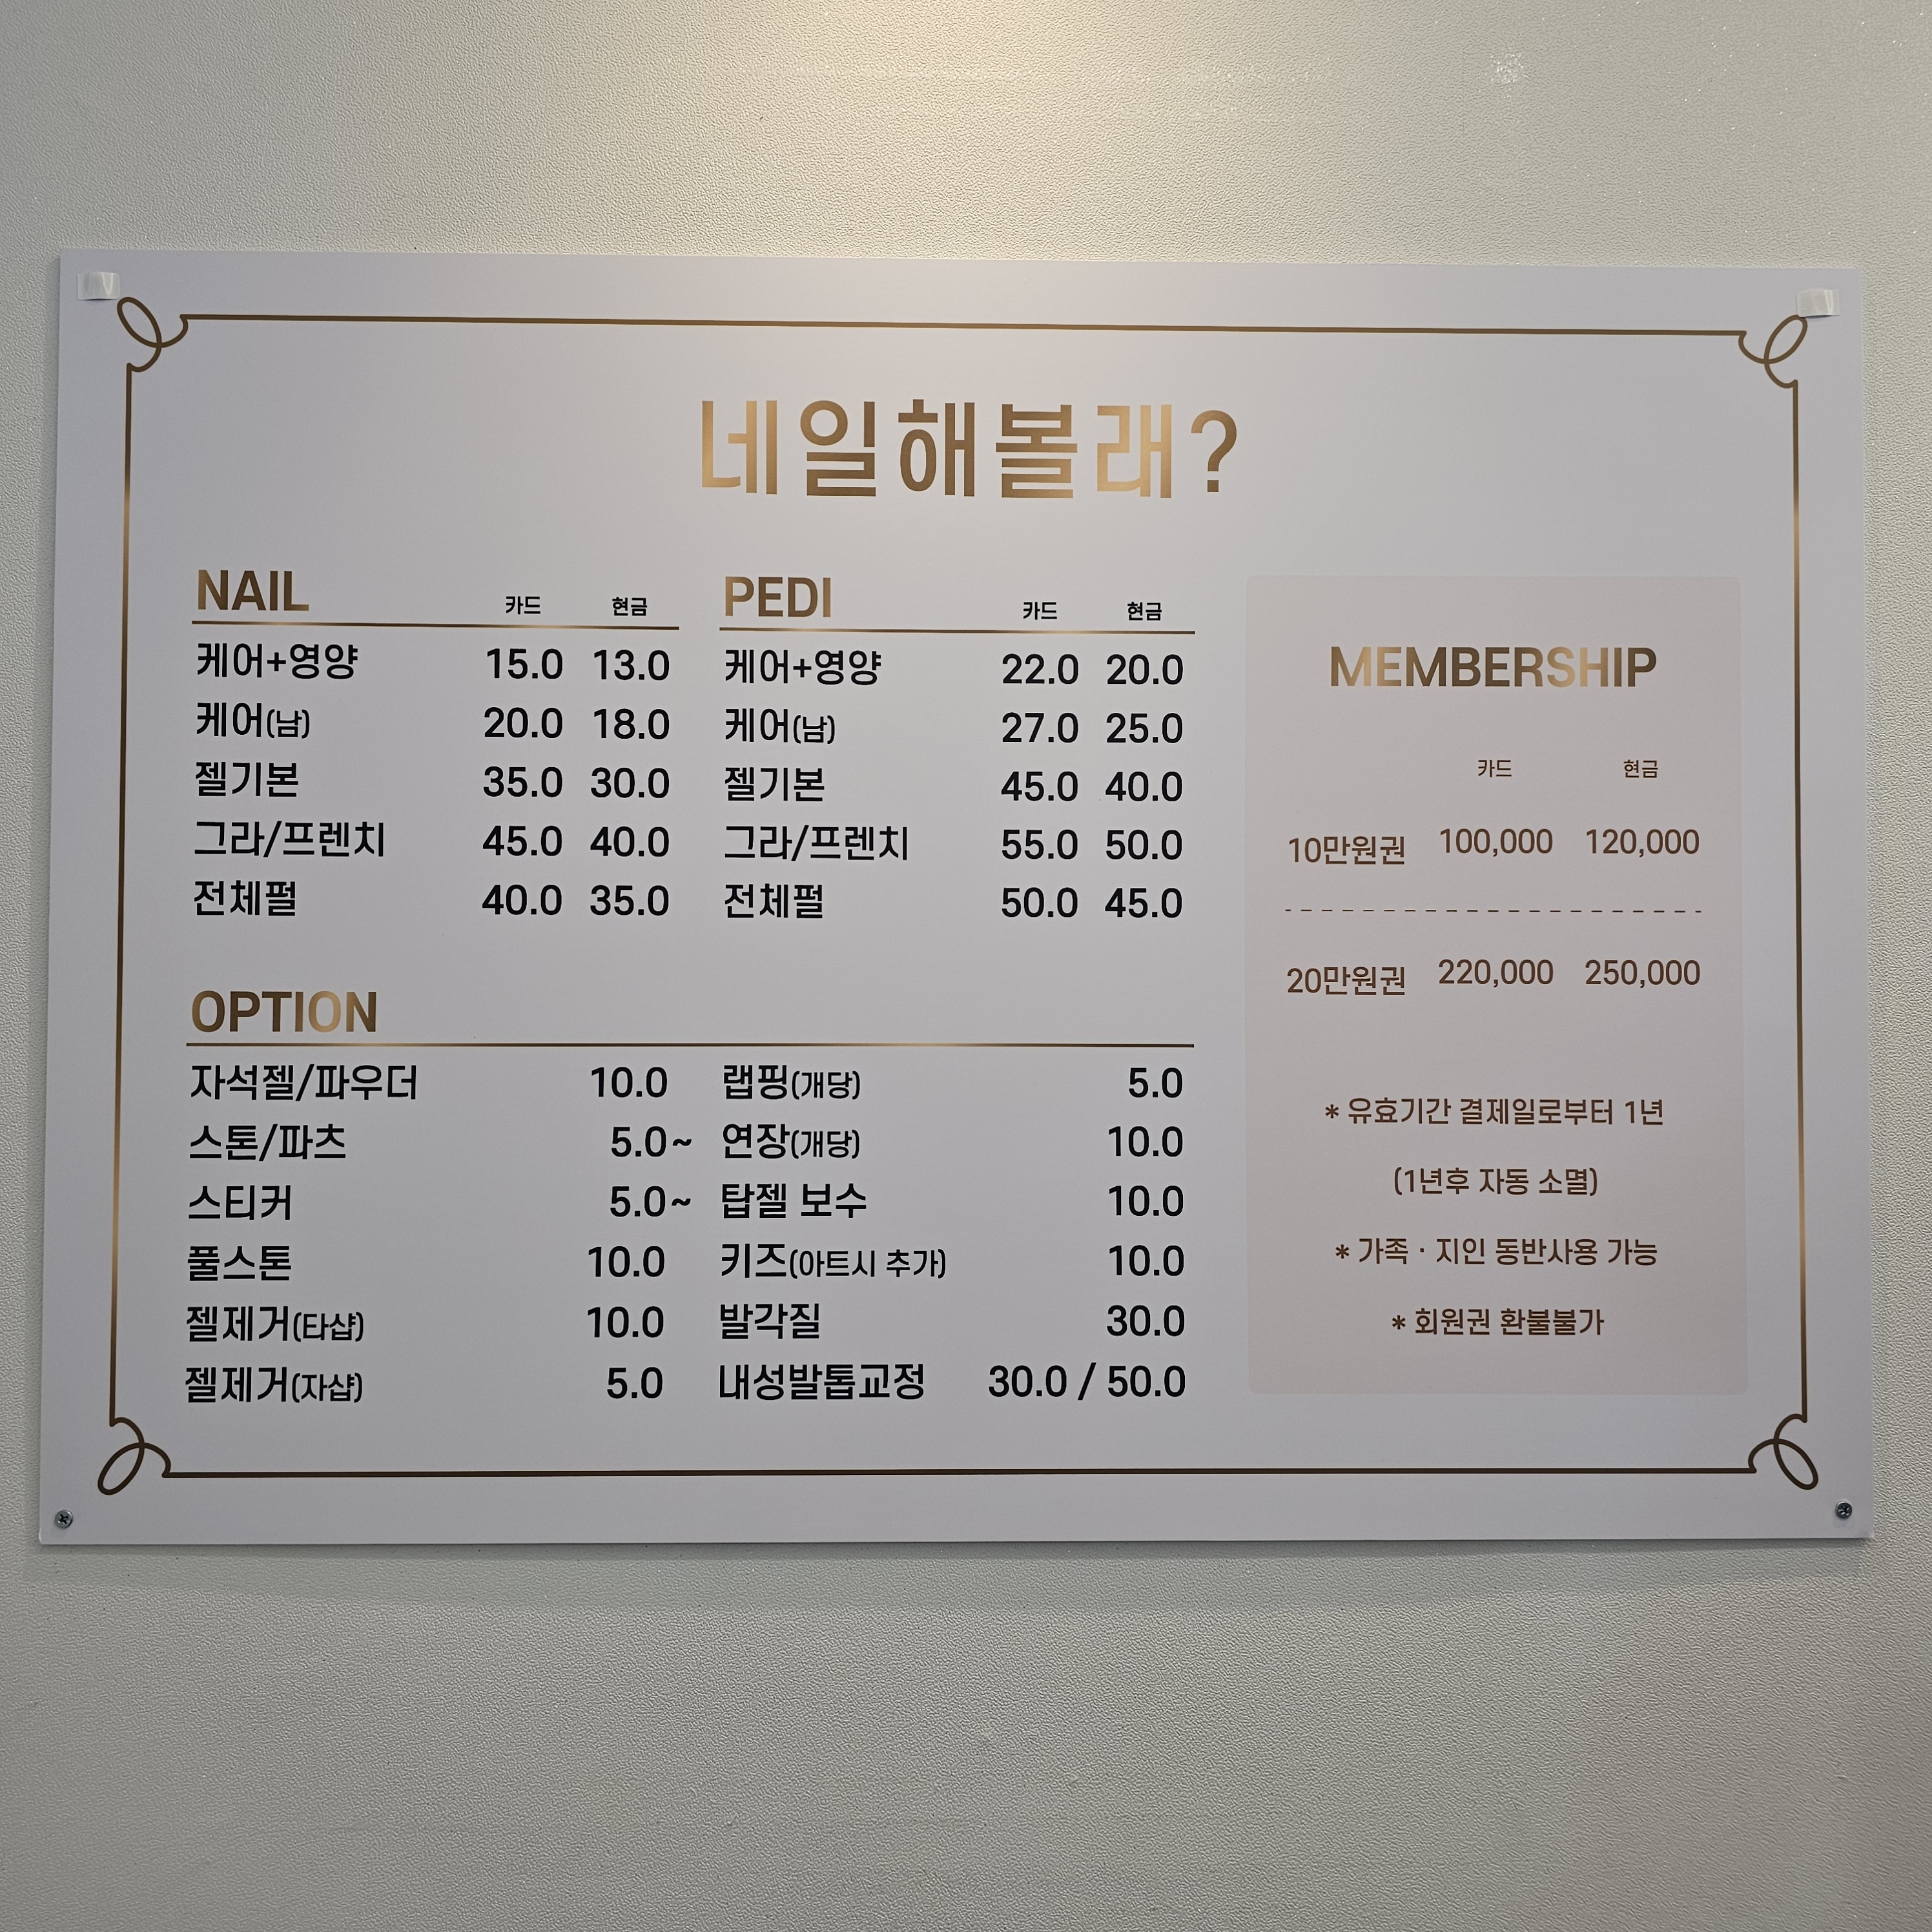 네일해볼래?
NAIL 카드 현금
케어+영양 15.0 13.0
케어(남) 20.0 18.0
젤기본 35.0 30.0
그라/프렌치 45.0 40.0
전체펄 40.0 35.0
PEDI 카드 현금
케어+영양 22.0 20.0
케어(남) 27.0 25.0
젤기본 45.0 40.0
그라/프렌치 55.0 50.0
전체펄 50.0 45.0
OPTION
자석젤/파우더 10.0
스톤/파츠 5.0~
스티커 5.0~
풀스톤 10.0
젤제거(타샵) 10.0
젤제거(자샵) 5.0
랩핑(개당) 5.0
연장(개당) 10.0
탑젤 보수 10.0
키즈(아트시 추가) 10.0
발각질 30.0
내성발톱교정 30.0 / 50.0
MEMBERSHIP
카드 현금
10만원권 100,000 120,000
20만원권 220,000 250,000
* 유효기간 결제일로부터 1년
(1년후 자동 소멸)
* 가족 · 지인 동반사용 가능
* 회원권 환불불가